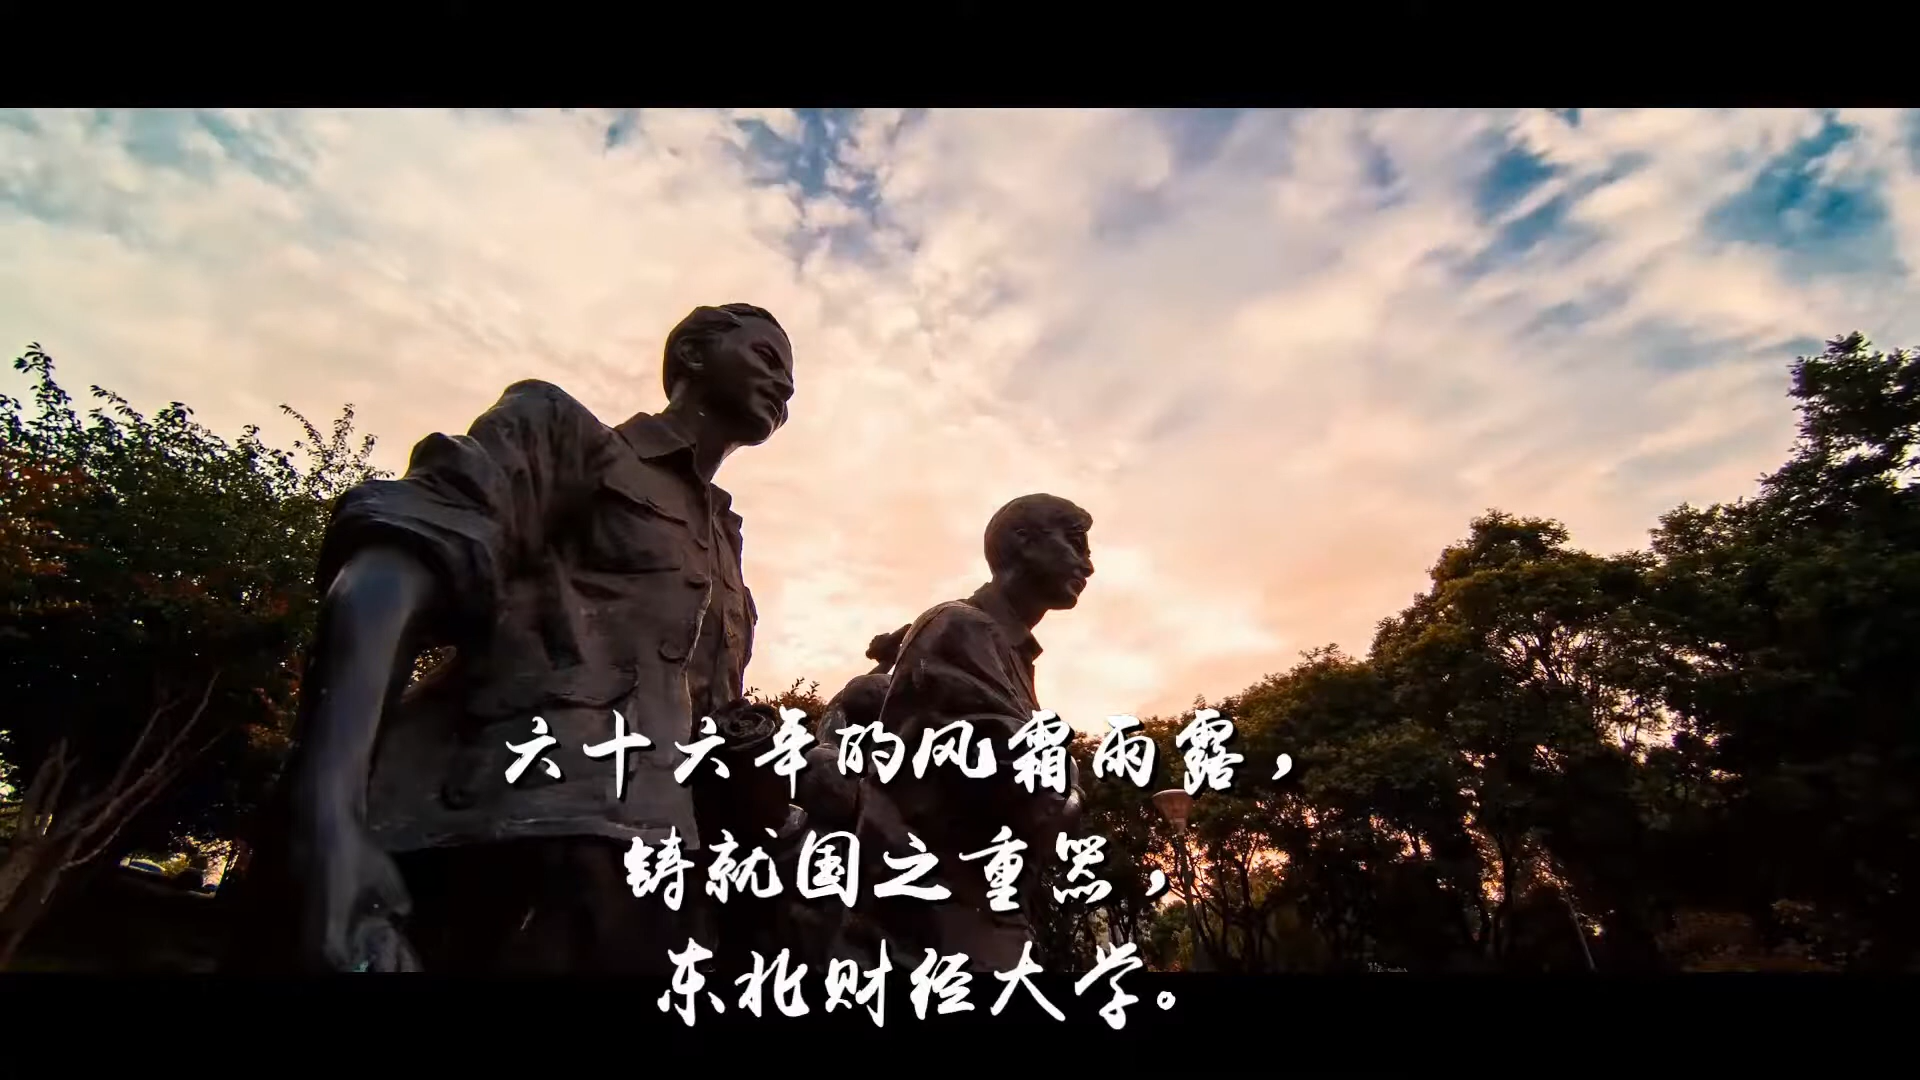 六十六年的风霜雨露，
铸就国之重器，
东北财经大学。